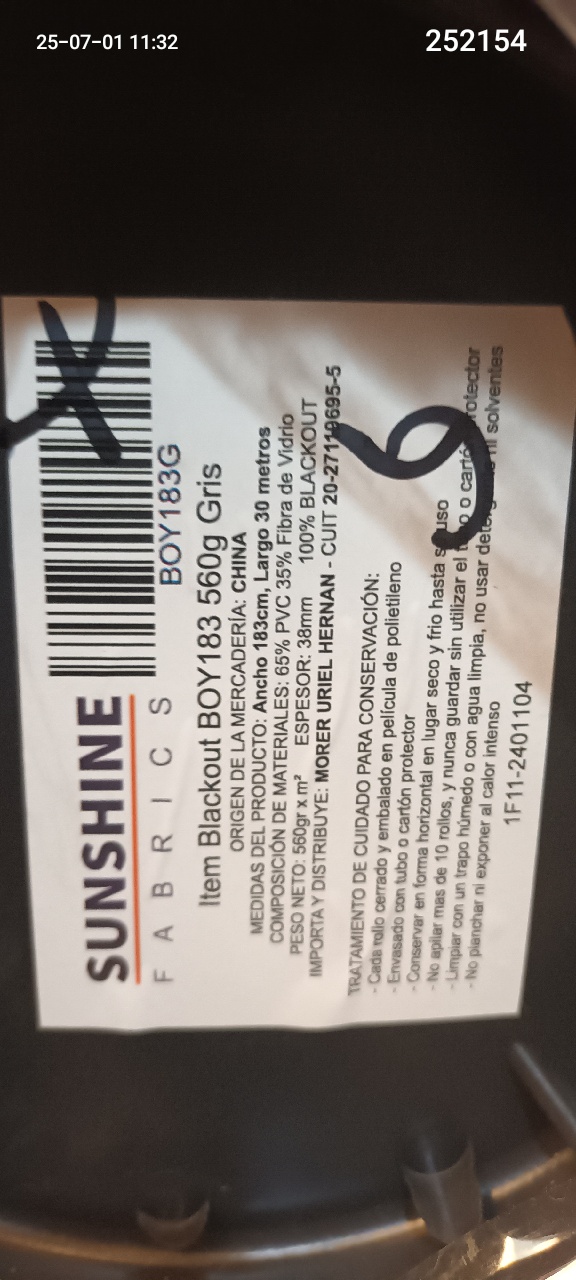 25-07-01 11:32
252154
SUNSHINE
FABRICS
BOY183G
Item Blackout BOY183 560g Gris
ORIGEN DE LA MERCADERÍA: CHINA
MEDIDAS DEL PRODUCTO: Ancho 183cm, Largo 30 metros
COMPOSICIÓN DE MATERIALES: 65% PVC 35% Fibra de Vidrio
PESO NETO: 560gr x m² ESPESOR: 38mm 100% BLACKOUT
IMPORTA Y DISTRIBUYE: MORER URIEL HERNAN - CUIT
TRATAMIENTO DE CUIDADO PARA CONSERVACIÓN:
- Cada rollo cerrado y embalado en película de polietileno
- Envasado con tubo o cartón protector
- Conservar en forma horizontal en lugar seco y frio hasta uso
- No apilar mas de 10 rollos, y nunca guardar sin utilizar el o cartón protector
- Limpiar con un trapo húmedo o con agua limpia, no usar ni solventes
- No planchar ni exponer al calor intenso
1F11-2401104